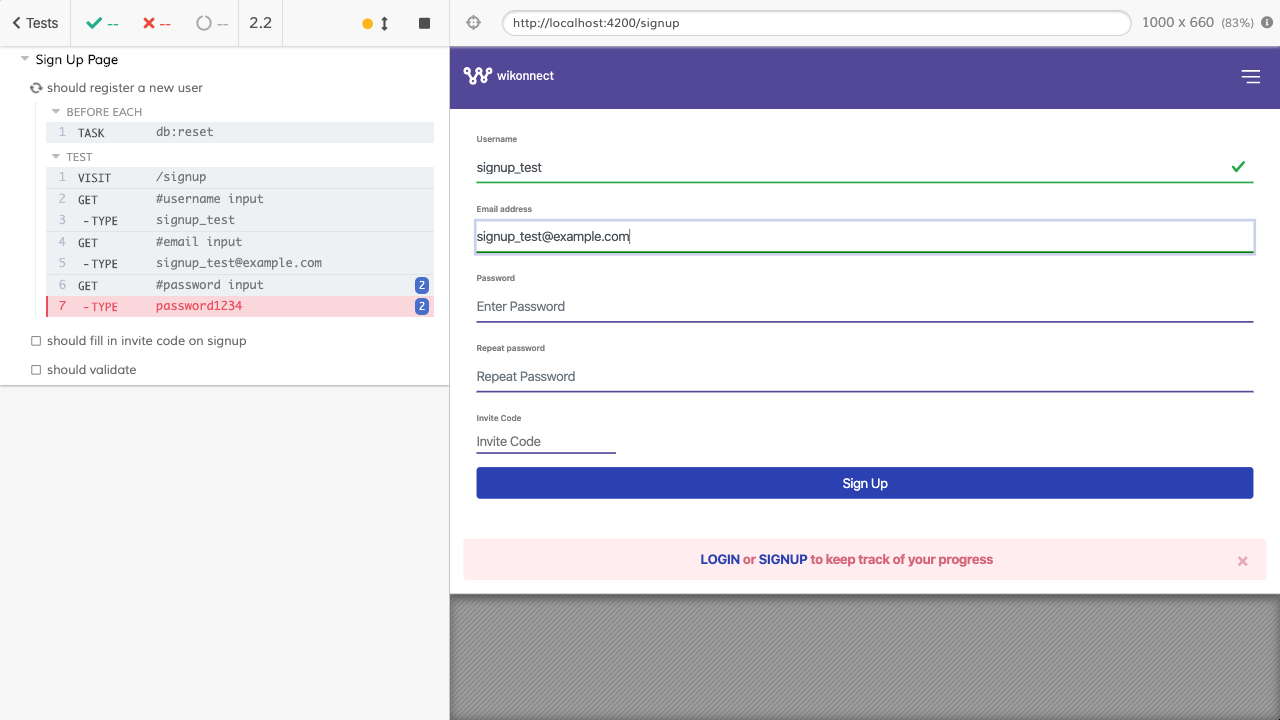 Tests
--
--
--
2.2
Sign Up Page
should register a new user
BEFORE EACH
1 TASK db:reset
TEST
1 VISIT /signup
2 GET #username input
3 -TYPE signup_test
4 GET #email input
5 -TYPE signup_test@example.com
6 GET #password input 2
7 -TYPE password1234 2
should fill in invite code on signup
should validate
http://localhost:4200/signup
1000 x 660 (83%)
wikonnect
Username
signup_test
Email address
signup_test@example.com
Password
Enter Password
Repeat password
Repeat Password
Invite Code
Invite Code
Sign Up
LOGIN or SIGNUP to keep track of your progress
×